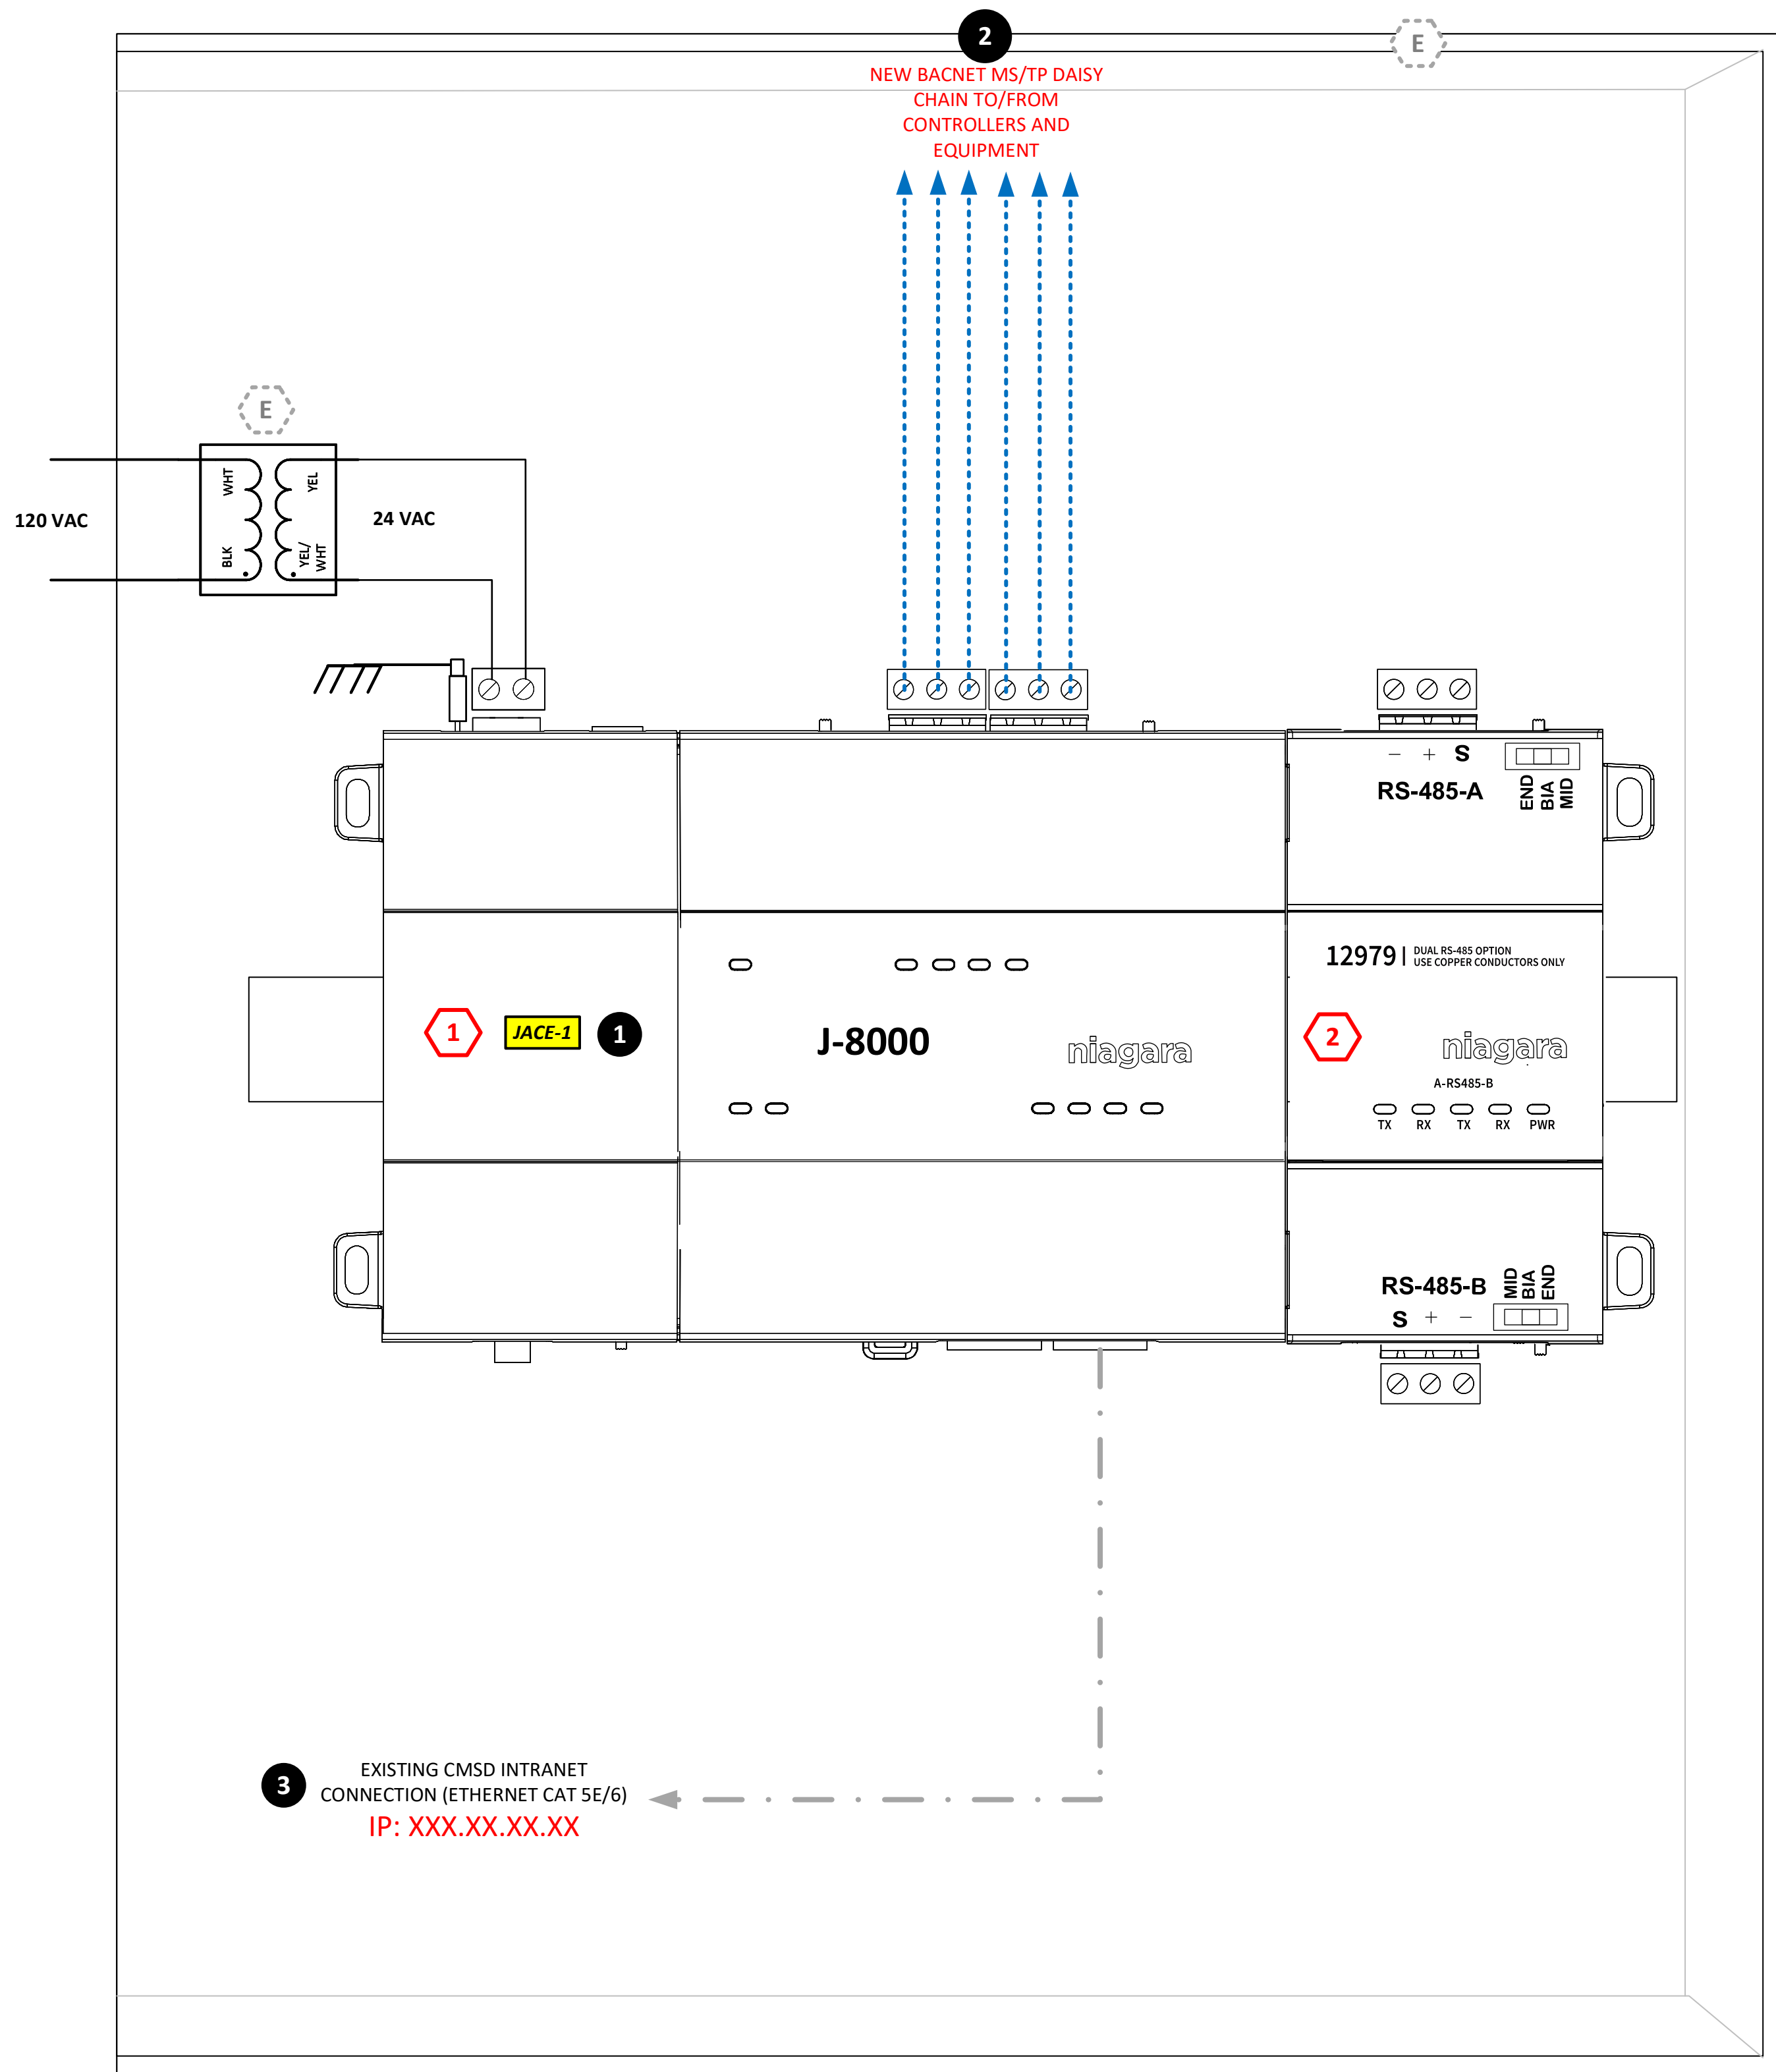 2
E
NEW BACNET MS/TP DAISY
CHAIN TO/FROM
CONTROLLERS AND
EQUIPMENT
E
WHT
YEL
120 VAC
24 VAC
BLK
YEL/
WHT
− + S
RS-485-A
END
BIA
MID
12979 | DUAL RS-485 OPTION
USE COPPER CONDUCTORS ONLY
1
JACE-1
1
J-8000
niagara
2
niagara
A-RS485-B
TX RX TX RX PWR
RS-485-B
MID
BIA
END
S + −
3
EXISTING CMSD INTRANET
CONNECTION (ETHERNET CAT 5E/6)
IP: XXX.XX.XX.XX